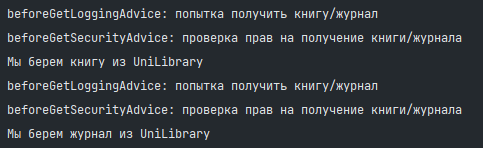 beforeGetLoggingAdvice: попытка получить книгу/журнал
beforeGetSecurityAdvice: проверка прав на получение книги/журнала
Мы берем книгу из UniLibrary
beforeGetLoggingAdvice: попытка получить книгу/журнал
beforeGetSecurityAdvice: проверка прав на получение книги/журнала
Мы берем журнал из UniLibrary